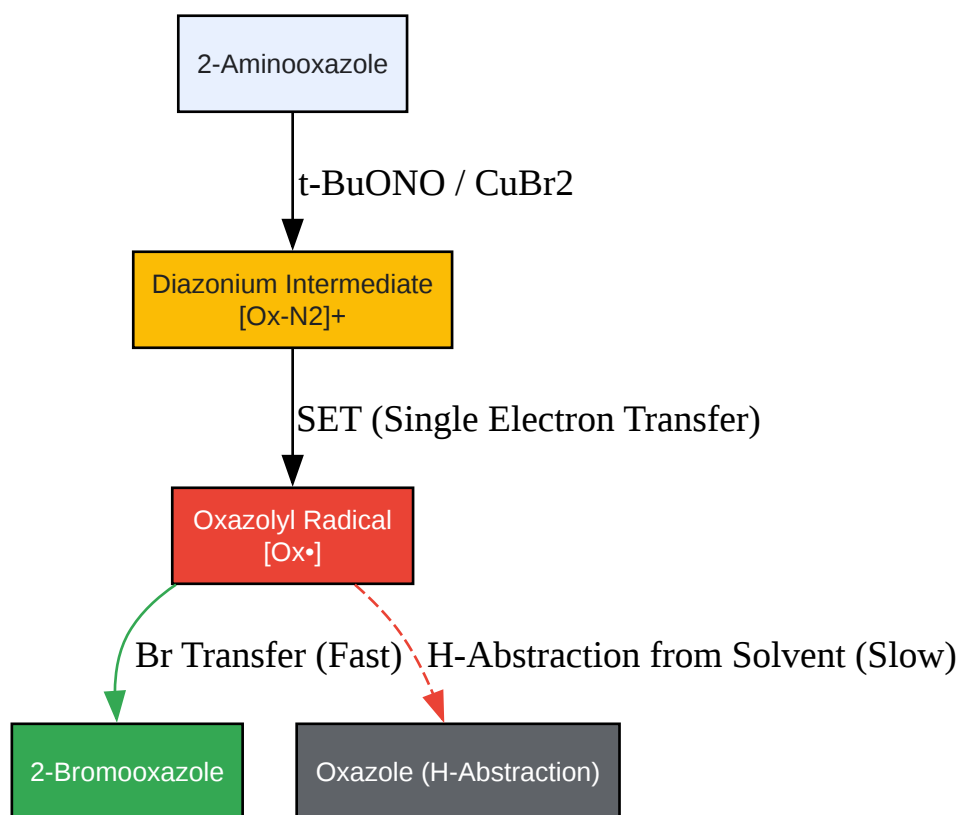 2-Aminooxazole
t-BuONO / CuBr2
Diazonium Intermediate
[Ox-N2]+
SET (Single Electron Transfer)
Oxazolyl Radical
[Ox•]
Br Transfer (Fast)
H-Abstraction from Solvent (Slow)
2-Bromooxazole
Oxazole (H-Abstraction)